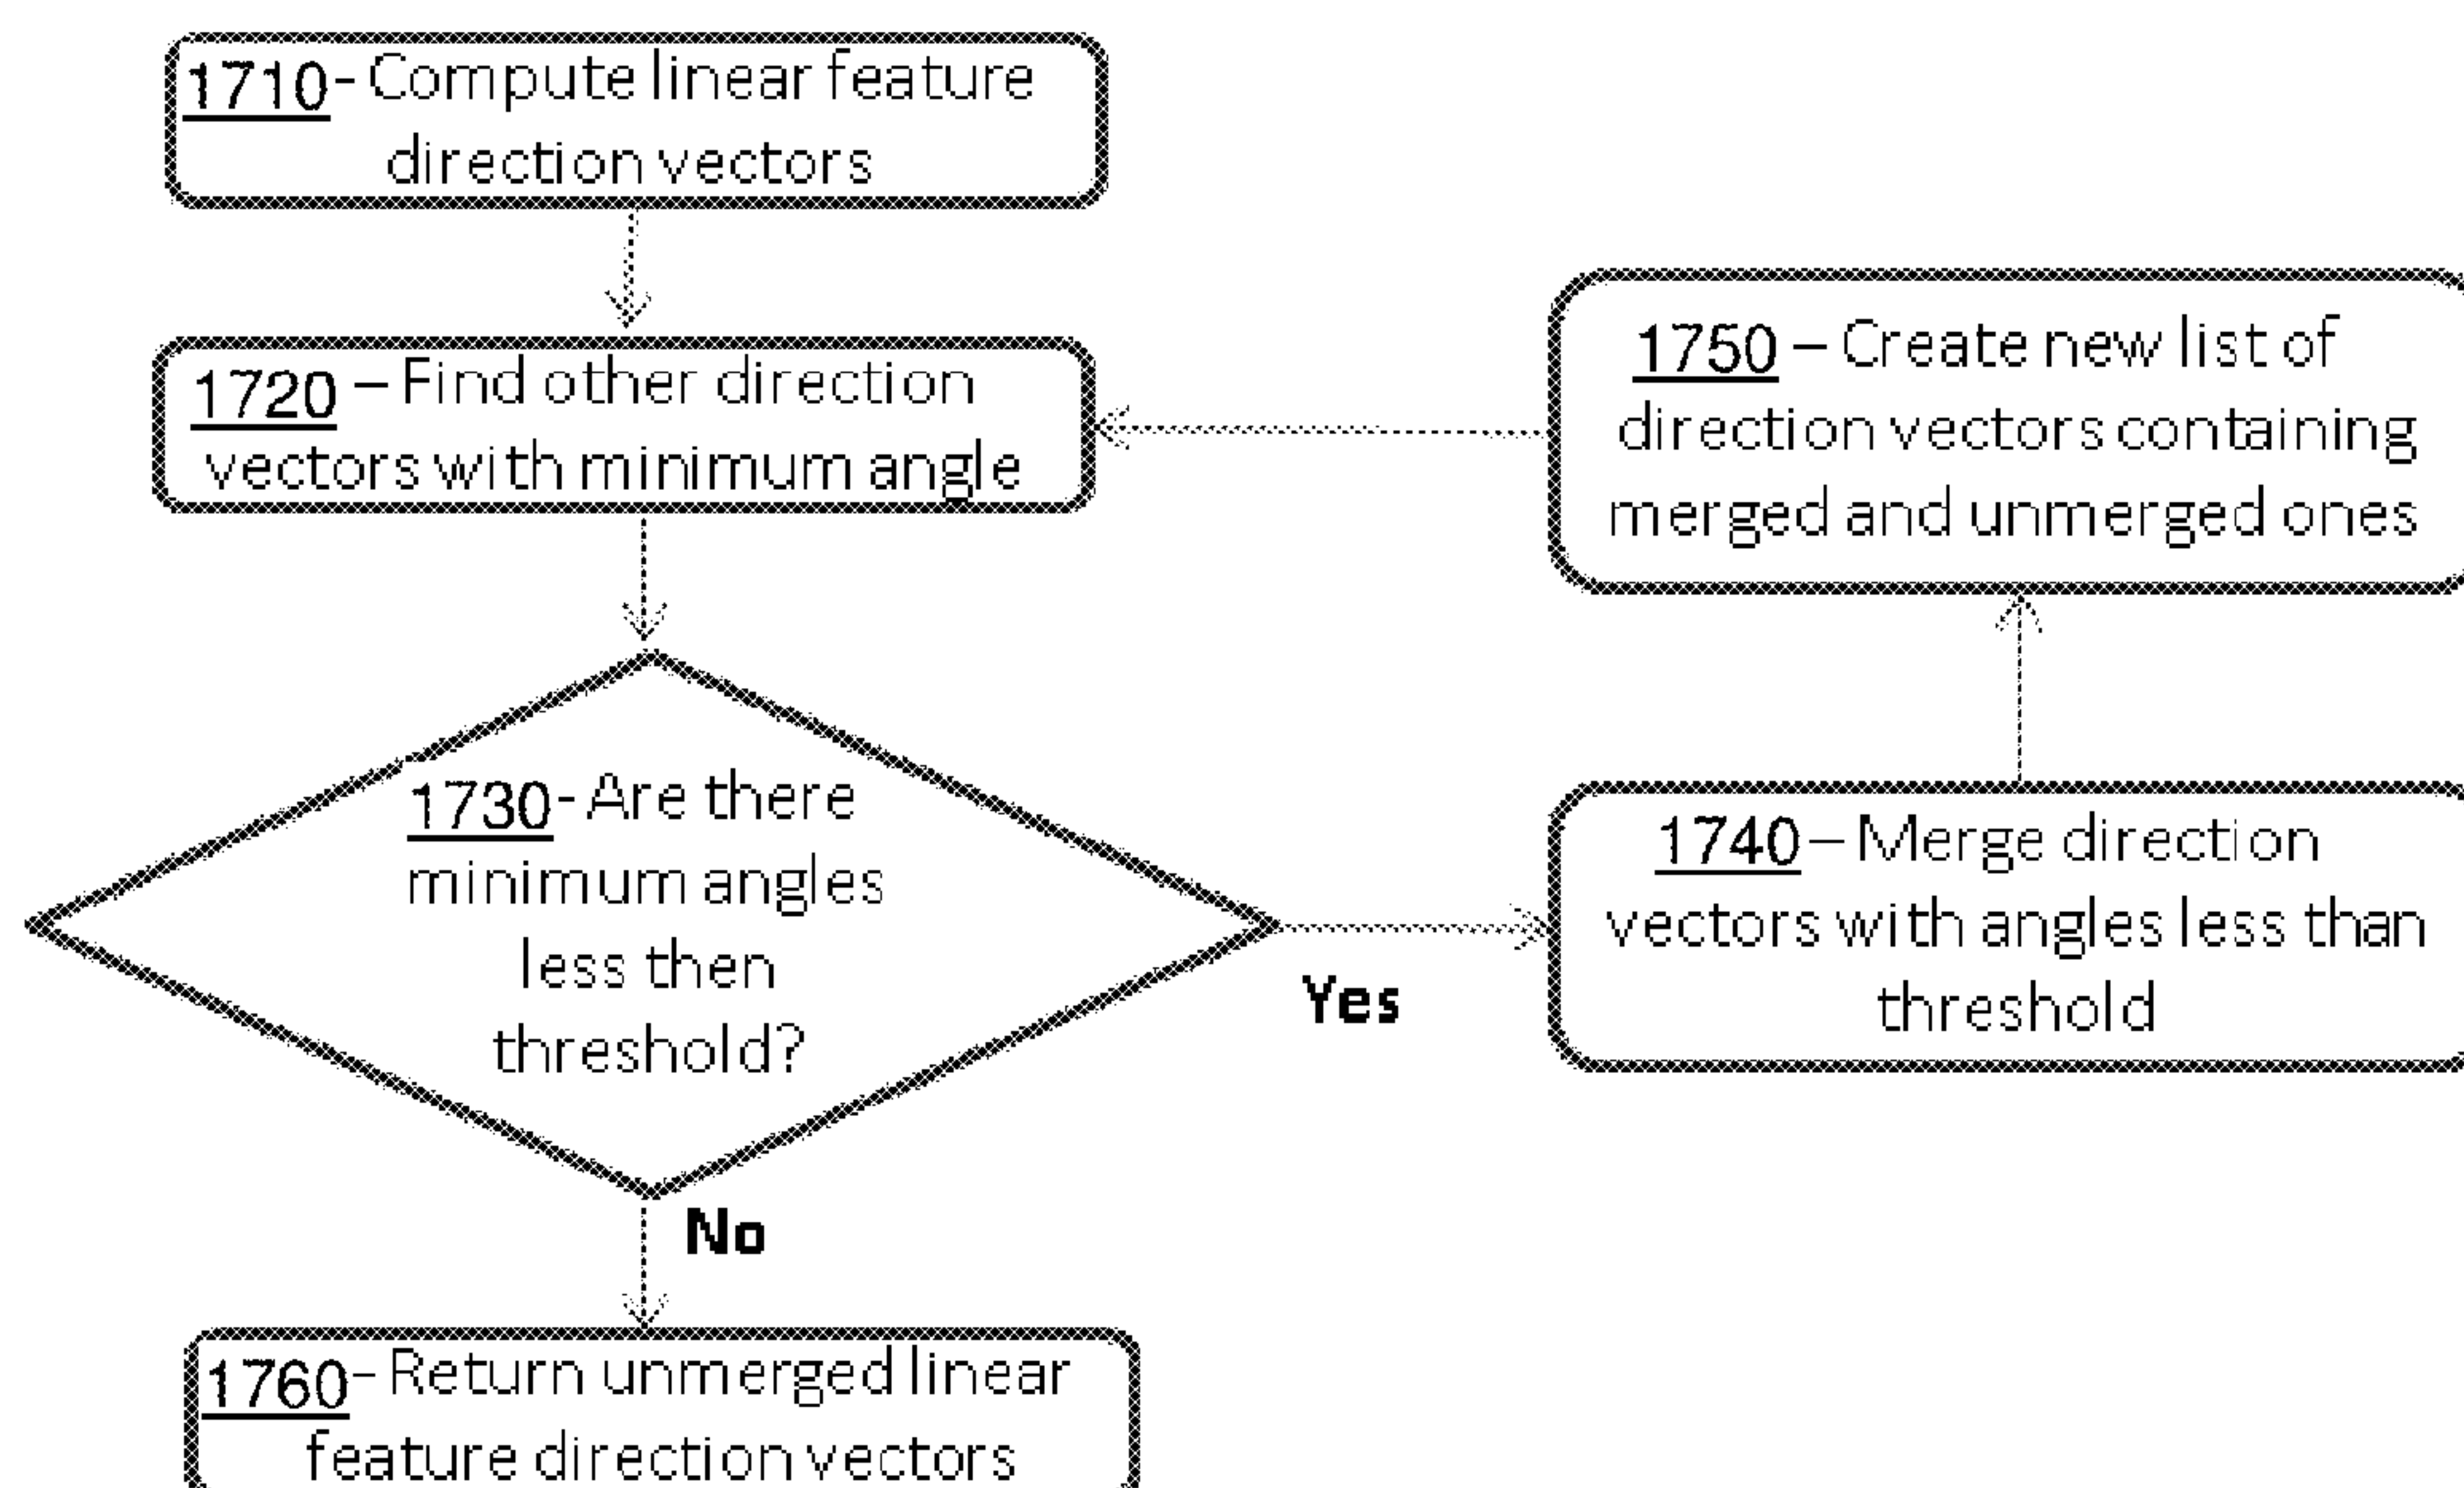 1710- Compute linear feature
direction vectors
1720 – Find other direction
vectors with minimum angle
1730- Are there
minimum angles
less then
threshold?
Yes
1740 – Merge direction
vectors with angles less than
threshold
1750 – Create new list of
direction vectors containing
merged and unmerged ones
No
1760- Return unmerged linear
feature direction vectors